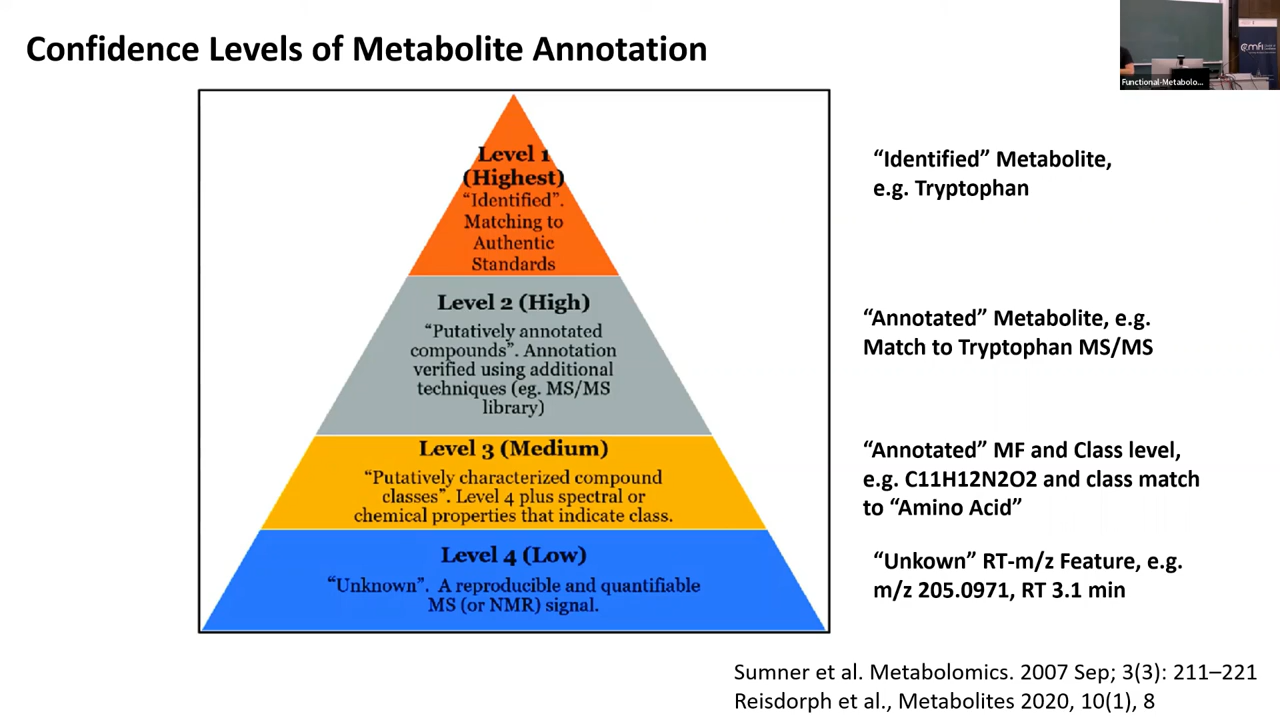 Confidence Levels of Metabolite Annotation
Functional-Metabolo...
Level 1
(Highest)
“Identified”.
Matching to
Authentic
Standards
“Identified” Metabolite,
e.g. Tryptophan
Level 2 (High)
“Putatively annotated
compounds”. Annotation
verified using additional
techniques (eg. MS/MS
library)
“Annotated” Metabolite, e.g.
Match to Tryptophan MS/MS
Level 3 (Medium)
“Putatively characterized compound
classes”. Level 4 plus spectral or
chemical properties that indicate class.
“Annotated” MF and Class level,
e.g. C11H12N2O2 and class match
to “Amino Acid”
Level 4 (Low)
“Unknown”. A reproducible and quantifiable
MS (or NMR) signal.
“Unkown” RT-m/z Feature, e.g.
m/z 205.0971, RT 3.1 min
Sumner et al. Metabolomics. 2007 Sep; 3(3): 211–221
Reisdorph et al., Metabolites 2020, 10(1), 8